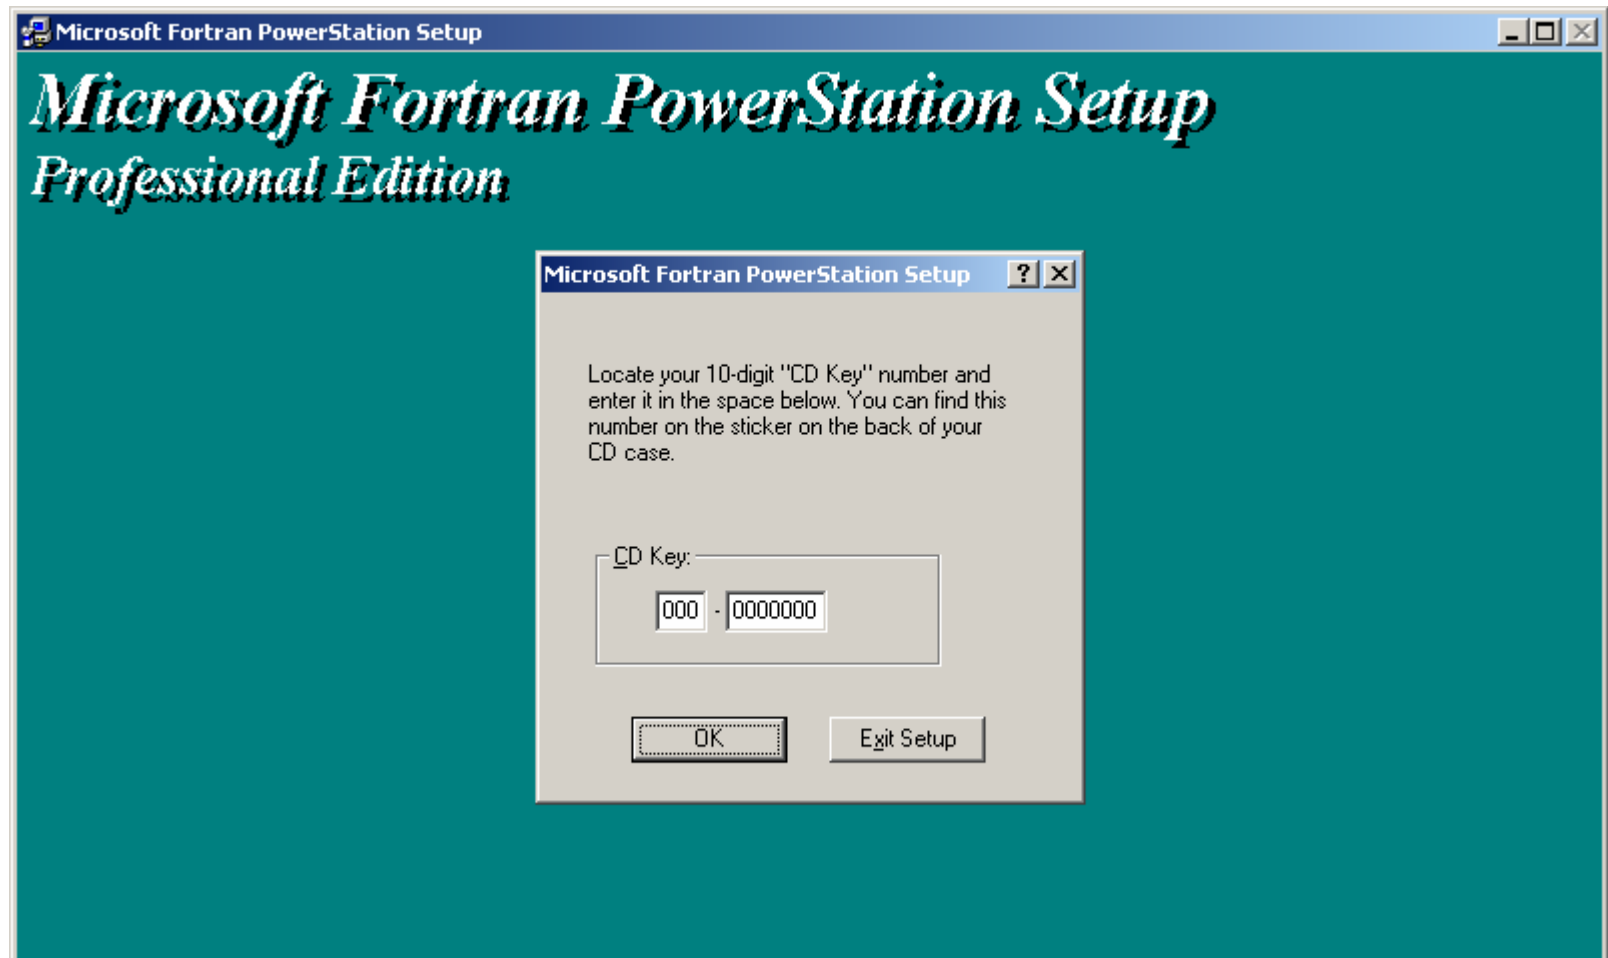 Microsoft Fortran PowerStation Setup
Microsoft Fortran PowerStation Setup
Professional Edition
Microsoft Fortran PowerStation Setup
Locate your 10-digit "CD Key" number and
enter it in the space below. You can find this
number on the sticker on the back of your
CD case.
CD Key:
000 - 0000000
OK Exit Setup